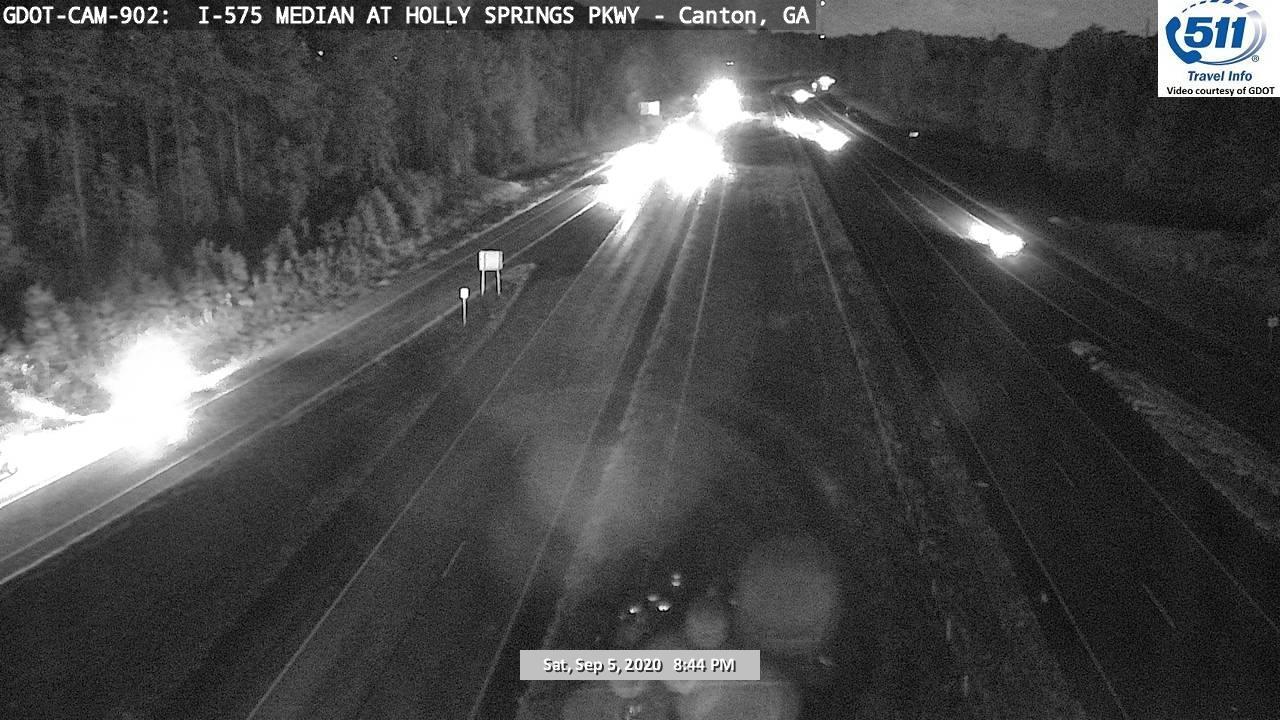 GDOT-CAM-902: I-575 MEDIAN AT HOLLY SPRINGS PKWY - Canton, GA
511
Travel Info
Video courtesy of GDOT
Sat, Sep 5, 2020 8:44 PM